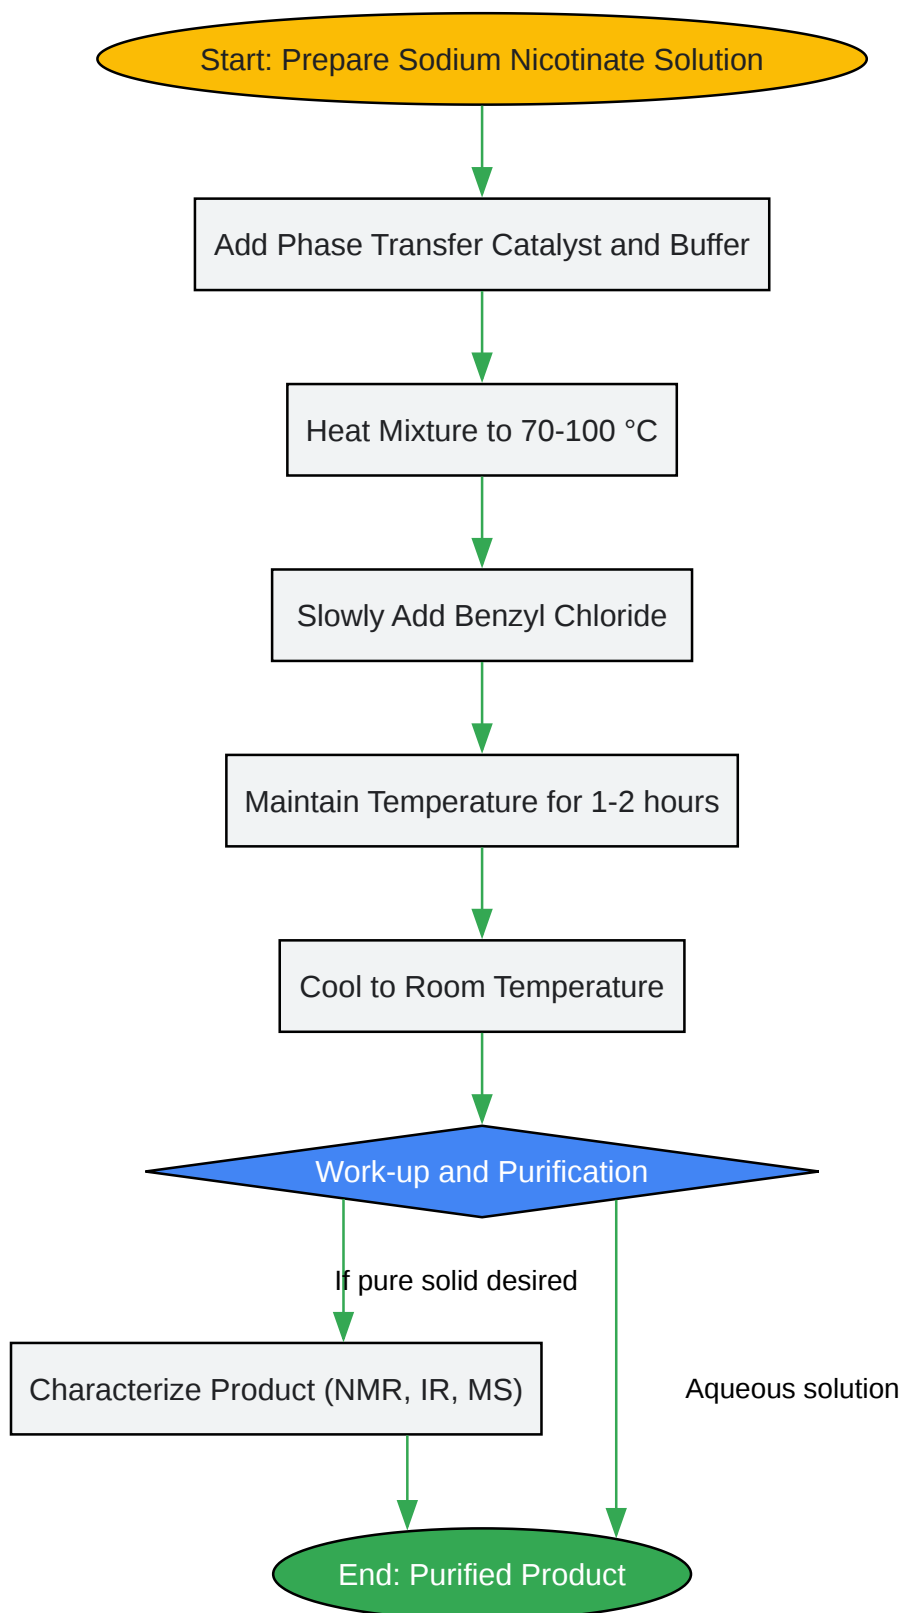 Start: Prepare Sodium Nicotinate Solution
Add Phase Transfer Catalyst and Buffer
Heat Mixture to 70-100 °C
Slowly Add Benzyl Chloride
Maintain Temperature for 1-2 hours
Cool to Room Temperature
Work-up and Purification
If pure solid desired
Characterize Product (NMR, IR, MS)
Aqueous solution
End: Purified Product